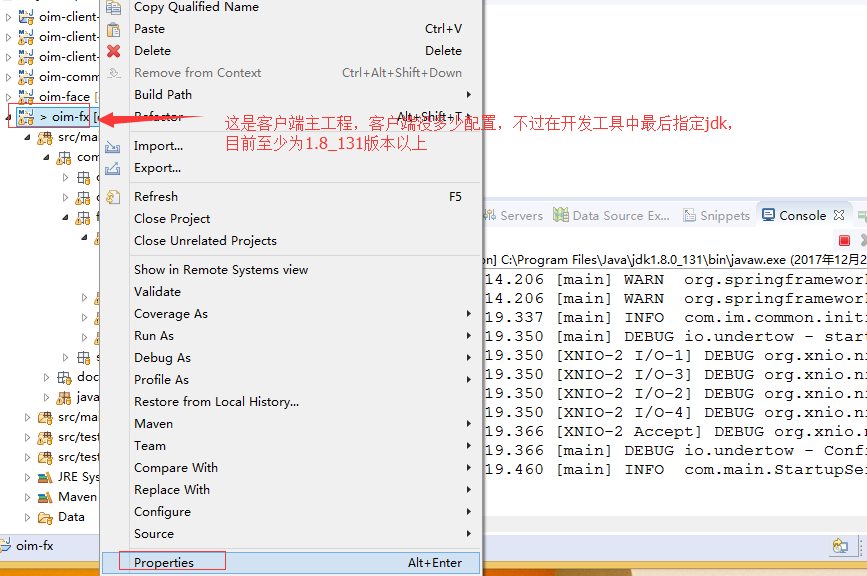 oim-client-
oim-client-
oim-client-
oim-comm
oim-face [
> oim-fx [
src/ma
com
doc
java
src/mai
src/test
src/test
JRE Sys
Maven
Data
oim-fx
Copy Qualified Name
Paste Ctrl+V
Delete Delete
Remove from Context Ctrl+Alt+Shift+Down
Build Path
Refactor Alt+Shift+T
Import...
Export...
Refresh F5
Close Project
Close Unrelated Projects
Show in Remote Systems view
Validate
Coverage As
Run As
Debug As
Profile As
Restore from Local History...
Maven
Team
Compare With
Replace With
Configure
Source
Properties Alt+Enter
这是客户端主工程，客户端没多少配置，不过在开发工具中最后指定jdk，
目前至少为1.8_131版本以上
Servers Data Source Ex... Snippets Console
on] C:\Program Files\Java\jdk1.8.0_131\bin\javaw.exe (2017年12月2
14.206 [main] WARN org.springframework
14.206 [main] WARN org.springframework
19.337 [main] INFO com.im.common.initi
19.350 [main] DEBUG io.undertow - star
19.350 [XNIO-2 I/O-1] DEBUG org.xnio.ni
19.350 [XNIO-2 I/O-3] DEBUG org.xnio.ni
19.350 [XNIO-2 I/O-2] DEBUG org.xnio.ni
19.350 [XNIO-2 I/O-4] DEBUG org.xnio.ni
19.366 [XNIO-2 Accept] DEBUG org.xnio.n
19.366 [main] DEBUG io.undertow - Confi
19.460 [main] INFO com.main.StartupSer